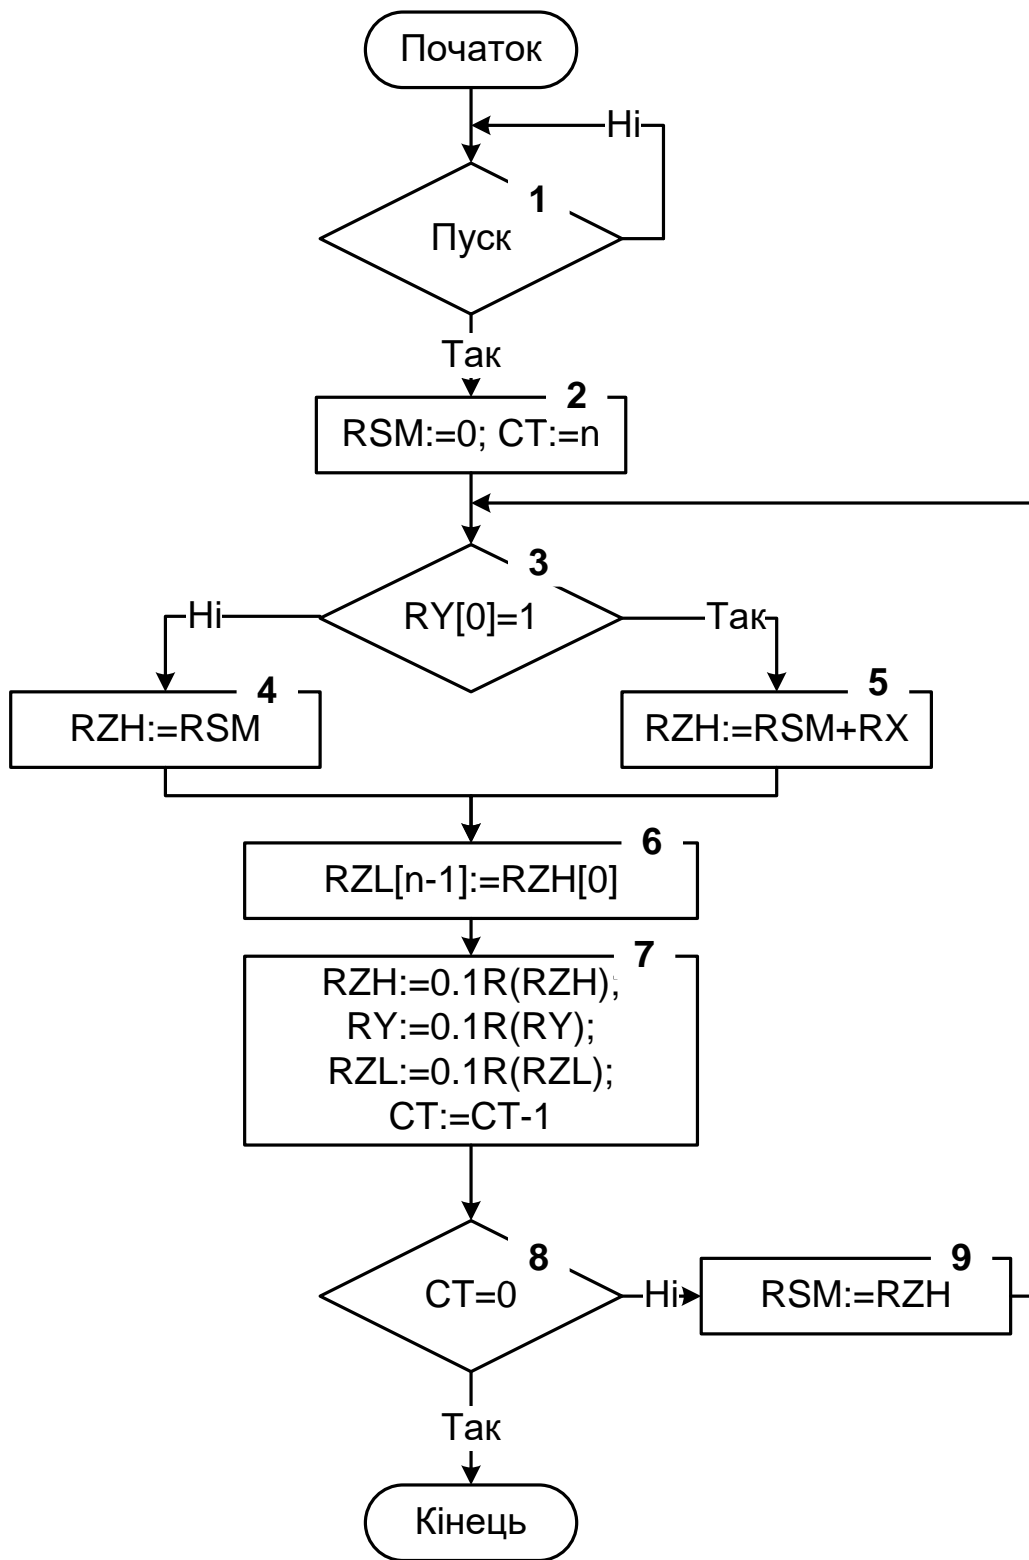 Початок
Ні
1
Пуск
Так
2
RSM:=0; CT:=n
3
RY[0]=1
Ні
Так
4
RZH:=RSM
5
RZH:=RSM+RX
6
RZL[n-1]:=RZH[0]
7
RZH:=0.1R(RZH);
RY:=0.1R(RY);
RZL:=0.1R(RZL);
CT:=CT-1
8
CT=0
Ні
9
RSM:=RZH
Так
Кінець